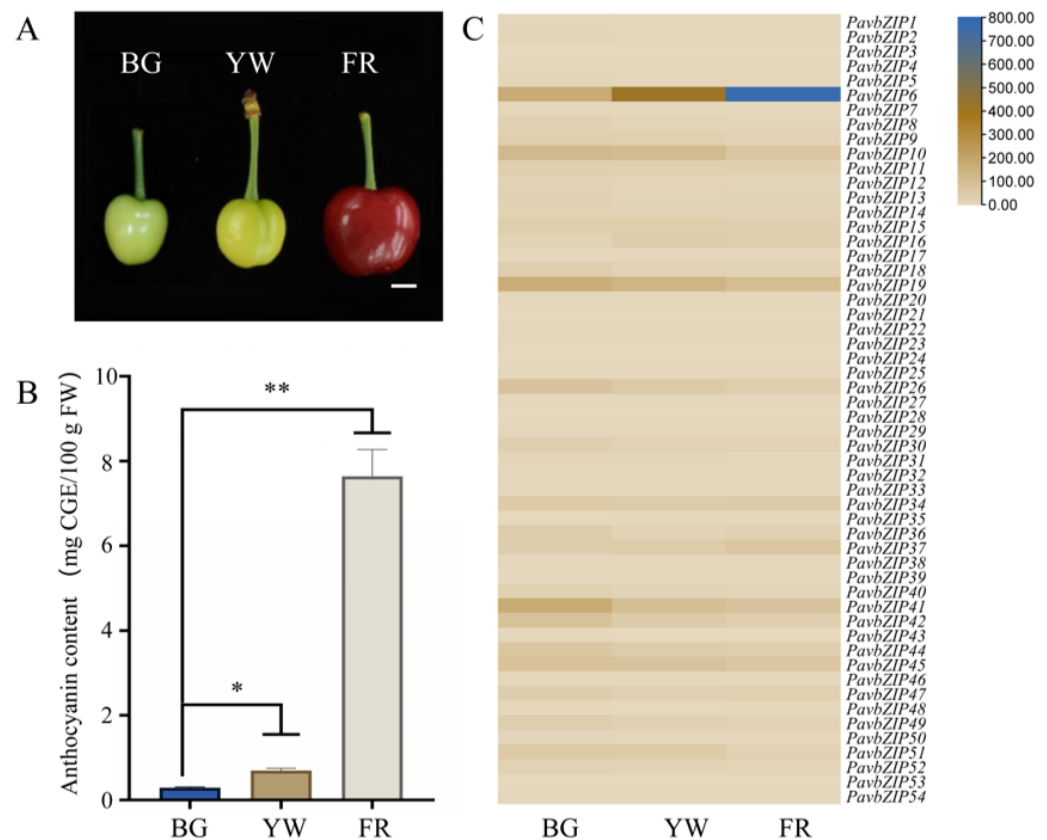 A
BG YW FR
B
Anthocyanin content (mg CGE/100 g FW)
10
8
6
4
2
0
**
*
BG YW FR
C
PavbZIP1
PavbZIP2
PavbZIP3
PavbZIP4
PavbZIP5
PavbZIP6
PavbZIP7
PavbZIP8
PavbZIP9
PavbZIP10
PavbZIP11
PavbZIP12
PavbZIP13
PavbZIP14
PavbZIP15
PavbZIP16
PavbZIP17
PavbZIP18
PavbZIP19
PavbZIP20
PavbZIP21
PavbZIP22
PavbZIP23
PavbZIP24
PavbZIP25
PavbZIP26
PavbZIP27
PavbZIP28
PavbZIP29
PavbZIP30
PavbZIP31
PavbZIP32
PavbZIP33
PavbZIP34
PavbZIP35
PavbZIP36
PavbZIP37
PavbZIP38
PavbZIP39
PavbZIP40
PavbZIP41
PavbZIP42
PavbZIP43
PavbZIP44
PavbZIP45
PavbZIP46
PavbZIP47
PavbZIP48
PavbZIP49
PavbZIP50
PavbZIP51
PavbZIP52
PavbZIP53
PavbZIP54
BG YW FR
800.00
700.00
600.00
500.00
400.00
300.00
200.00
100.00
0.00